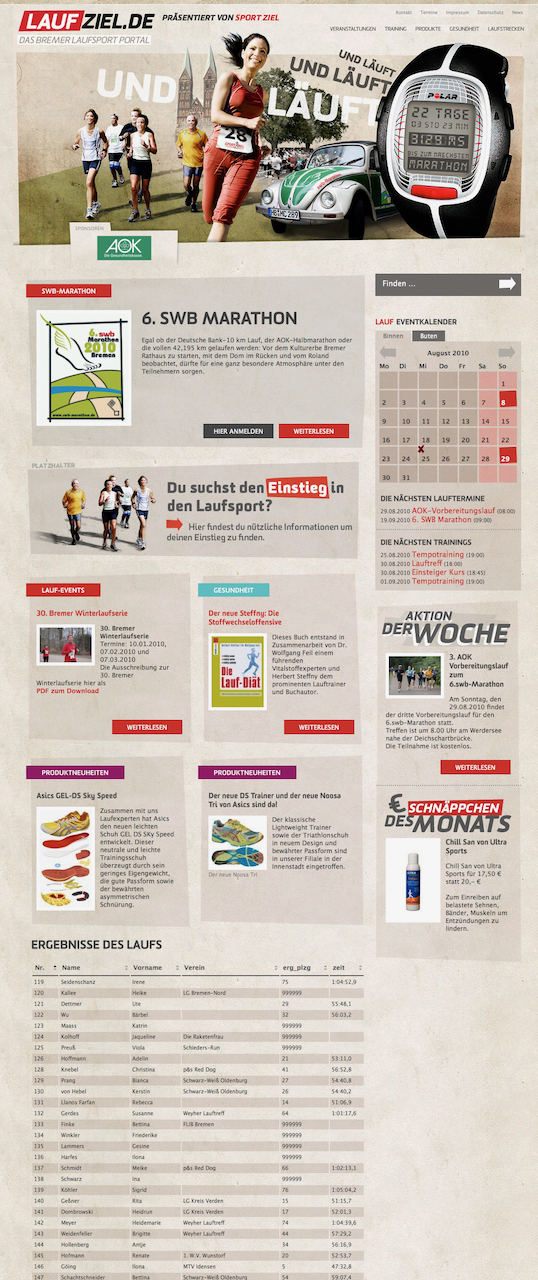 LAUFZIEL.DE
DAS BREMER LAUFSPORT PORTAL
PRÄSENTIERT VON SPORT ZIEL
Kontakt Termine Impressum Datenschutz News
VERANSTALTUNGEN TRAINING PRODUKTE GESUNDHEIT LAUFSTRECKEN
UND LÄUFT
UND LÄUFT
UND LÄUFT
28
HB-MC 289
POLAR
22 TAGE
03 STD 23 MIN
3129 MS
BIS ZUM NAECHSTEN
MARATHON
SPONSOREN
AOK
Die Gesundheitskasse.
SWB-MARATHON
6. swb
Marathon
2010
Bremen
www.swb-marathon.de
6. SWB MARATHON
Egal ob der Deutsche Bank-10 km Lauf, der AOK-Halbmarathon oder
die vollen 42,195 km gelaufen werden: Vor dem Kulturerbe Bremer
Rathaus zu starten, mit dem Dom im Rücken und vom Roland
beobachtet, dürfte für eine ganz besondere Atmosphäre unter den
Teilnehmern sorgen.
HIER ANMELDEN WEITERLESEN
PLATZHALTER
Du suchst den Einstieg in
den Laufsport?
Hier findest du nützliche Informationen um
deinen Einstieg zu finden.
LAUF-EVENTS
30. Bremer Winterlaufserie
30. Bremer
Winterlaufserie
Termine: 10.01.2010,
07.02.2010 und
07.03.2010
Die Ausschreibung zur
30. Bremer
Winterlaufserie hier als
PDF zum Download
WEITERLESEN
GESUNDHEIT
Der neue Steffny: Die
Stoffwechseloffensive
Die
Lauf-Diät
Dieses Buch entstand in
Zusammenarbeit von Dr.
Wolfgang Feil einem
führenden
Vitalstoffexperten und
Herbert Steffny dem
prominenten Lauftrainer
und Buchautor.
WEITERLESEN
PRODUKTNEUHEITEN
Asics GEL-DS Sky Speed
Zusammen mit uns
Laufexperten hat Asics
den neuen leichten
Schuh GEL DS SKy Speed
entwickelt. Dieser
neutrale und leichte
Trainingsschuh
überzeugt durch sein
geringes Eigengewicht,
die gute Passform sowie
der bewährten
asymmetrischen
Schnürung.
PRODUKTNEUHEITEN
Der neue DS Trainer und der neue Noosa
Tri von Asics sind da!
Der klassische
Lightweight Trainer
sowie der Triathlonschuh
in neuem Design und
bewährter Passform sind
in unserer Filiale in der
Innenstadt eingetroffen.
Der neue Noosa Tri
Finden ...
LAUF EVENTKALENDER
Binnen Buten
August 2010
Mo Di Mi Do Fr Sa So
1
2 3 4 5 6 7 8
9 10 11 12 13 14 15
16 17 18 19 20 21 22
23 24 25 26 27 28 29
30 31
DIE NÄCHSTEN LAUFTERMINE
29.08.2010 AOK-Vorbereitungslauf (08:00)
19.09.2010 6. SWB Marathon (09:00)
DIE NÄCHSTEN TRAININGS
25.08.2010 Tempotraining (19:00)
30.08.2010 Lauftreff (18:00)
30.08.2010 Einsteiger Kurs (18:45)
01.09.2010 Tempotraining (19:00)
AKTION
DER WOCHE
3. AOK
Vorbereitungslauf
zum
6.swb-Marathon
Am Sonntag, den
29.08.2010 findet
der dritte Vorbereitungslauf für den
6.swb-Marathon statt.
Treffen ist um 8.00 Uhr am Werdersee
nahe der Deichschartbrücke.
Die Teilnahme ist kostenlos.
WEITERLESEN
€ SCHNÄPPCHEN
DES MONATS
Chill San von Ultra
Sports
Chill San von Ultra
Sports für 17,50 €
statt 20,- €
Zum Einreiben auf
belastete Sehnen,
Bänder, Muskeln um
Entzündungen zu
lindern.
ERGEBNISSE DES LAUFS
Nr. Name Vorname Verein erg_plzg zeit
119 Seidenschanz Irene 75 1:04:52,9
120 Kallee Heike LG Bremen-Nord 999999
121 Dettmer Ute 29 55:48,1
122 Wu Bärbel 32 56:03,2
123 Maass Katrin 999999
124 Kolhoff Jaqueline Die Raketenfrau 999999
125 Preuß Viola Schieders-Run 999999
126 Hoffmann Adelin 21 53:11,0
128 Knebel Christina p&s Red Dog 41 56:52,8
129 Prang Bianca Schwarz-Weiß Oldenburg 27 54:40,8
130 von Hebel Kerstin Schwarz-Weiß Oldenburg 26 54:40,2
131 Llanos Farfan Rebecca 14 51:06,9
132 Gerdes Susanne Weyher Lauftreff 64 1:01:17,6
133 Finke Bettina FLIB Bremen 999999
134 Winkler Friederike 999999
135 Lammers Gesine 999999
136 Harfes Ilona 999999
137 Schmidt Meike p&s Red Dog 66 1:02:13,1
138 Schwarz Ina 999999
139 Köhler Sigrid 76 1:05:04,2
140 Geßner Rita LG Kreis Verden 15 51:15,7
141 Dombrowski Heidrun LG Kreis Verden 17 52:01,3
142 Meyer Heidemarie Weyher Lauftreff 74 1:04:39,6
143 Weidenfeller Brigitte Weyher Lauftreff 44 57:29,2
144 Hollenberg Antje 34 56:16,9
145 Hofmann Renate 1. W.V. Wunstorf 20 52:53,7
146 Göing Ilona MTV Idensen 5 47:32,8
147 Schachtschneider Bettina Schwarz-Weiß Oldenburg 54 59:07,4